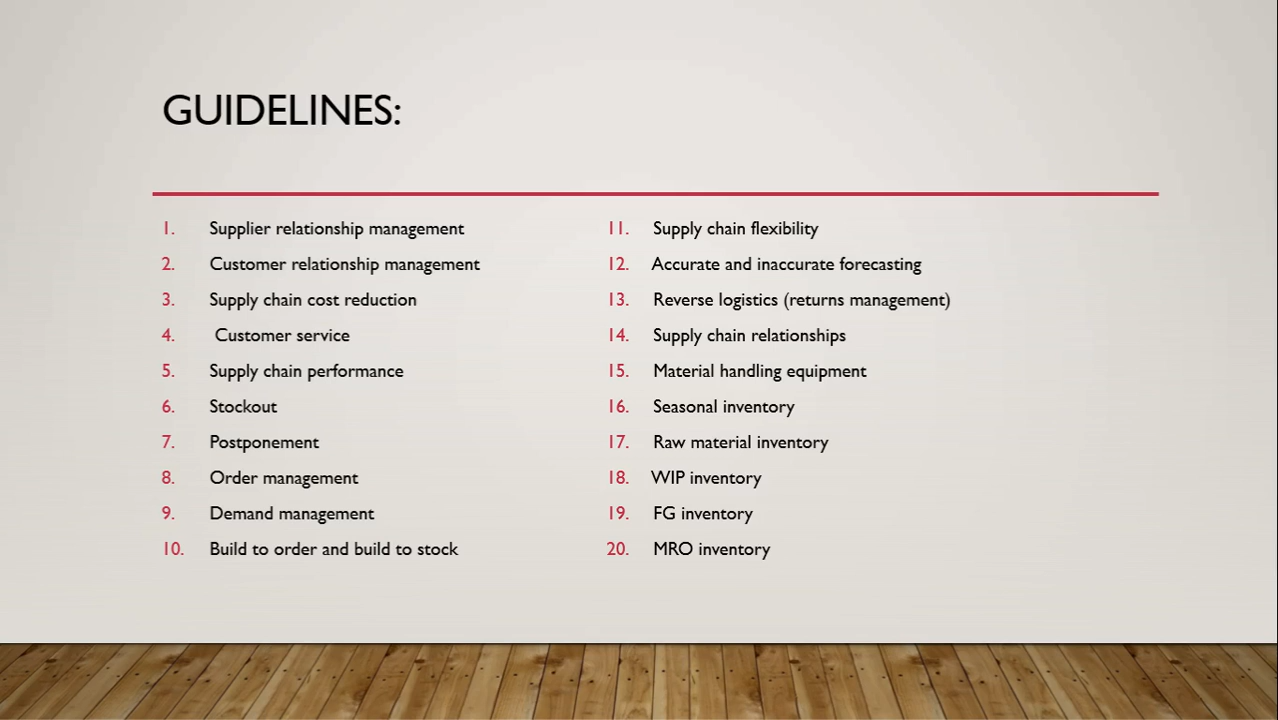 GUIDELINES:
1. Supplier relationship management
2. Customer relationship management
3. Supply chain cost reduction
4. Customer service
5. Supply chain performance
6. Stockout
7. Postponement
8. Order management
9. Demand management
10. Build to order and build to stock
11. Supply chain flexibility
12. Accurate and inaccurate forecasting
13. Reverse logistics (returns management)
14. Supply chain relationships
15. Material handling equipment
16. Seasonal inventory
17. Raw material inventory
18. WIP inventory
19. FG inventory
20. MRO inventory